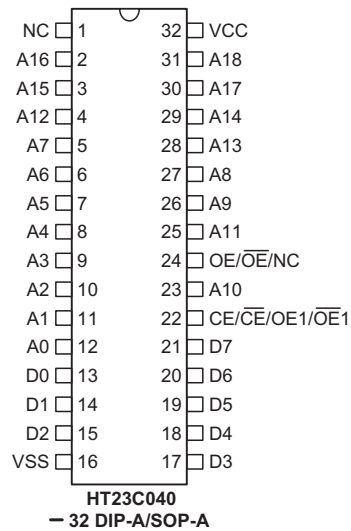 NC 1 32 VCC
A16 2 31 A18
A15 3 30 A17
A12 4 29 A14
A7 5 28 A13
A6 6 27 A8
A5 7 26 A9
A4 8 25 A11
A3 9 24 OE/O̅E̅/NC
A2 10 23 A10
A1 11 22 CE/C̅E̅/OE1/O̅E̅1
A0 12 21 D7
D0 13 20 D6
D1 14 19 D5
D2 15 18 D4
VSS 16 17 D3
HT23C040
– 32 DIP-A/SOP-A